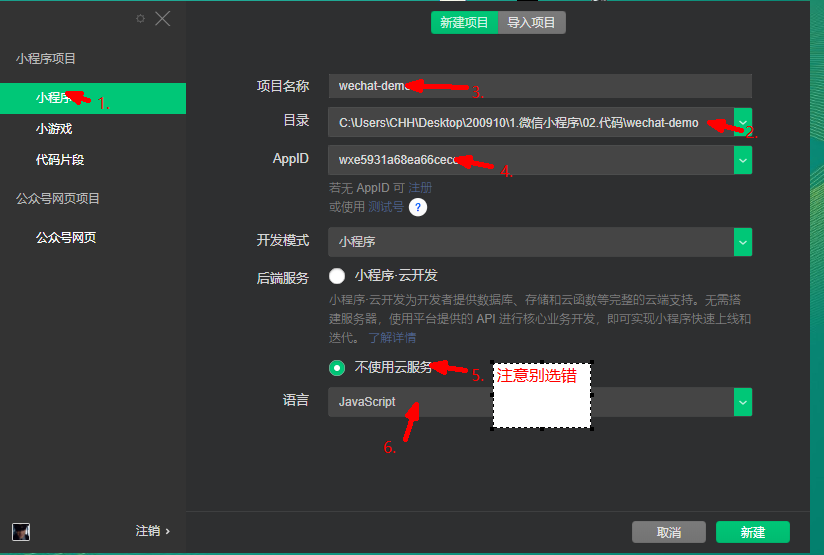 新建项目 导入项目
小程序项目
小程序 1.
小游戏
代码片段
公众号网页项目
公众号网页
项目名称 wechat-demo 3.
目录 C:\Users\CHH\Desktop\200910\1.微信小程序\02.代码\wechat-demo 2.
AppID wxe5931a68ea66cece 4.
若无 AppID 可 注册
或使用 测试号 ?
开发模式 小程序
后端服务 小程序·云开发
小程序·云开发为开发者提供数据库、存储和云函数等完整的云端支持。无需搭
建服务器，使用平台提供的 API 进行核心业务开发，即可实现小程序快速上线和
迭代。 了解详情
不使用云服务 5. 注意别选错
语言 JavaScript
6.
注销 ›
取消 新建